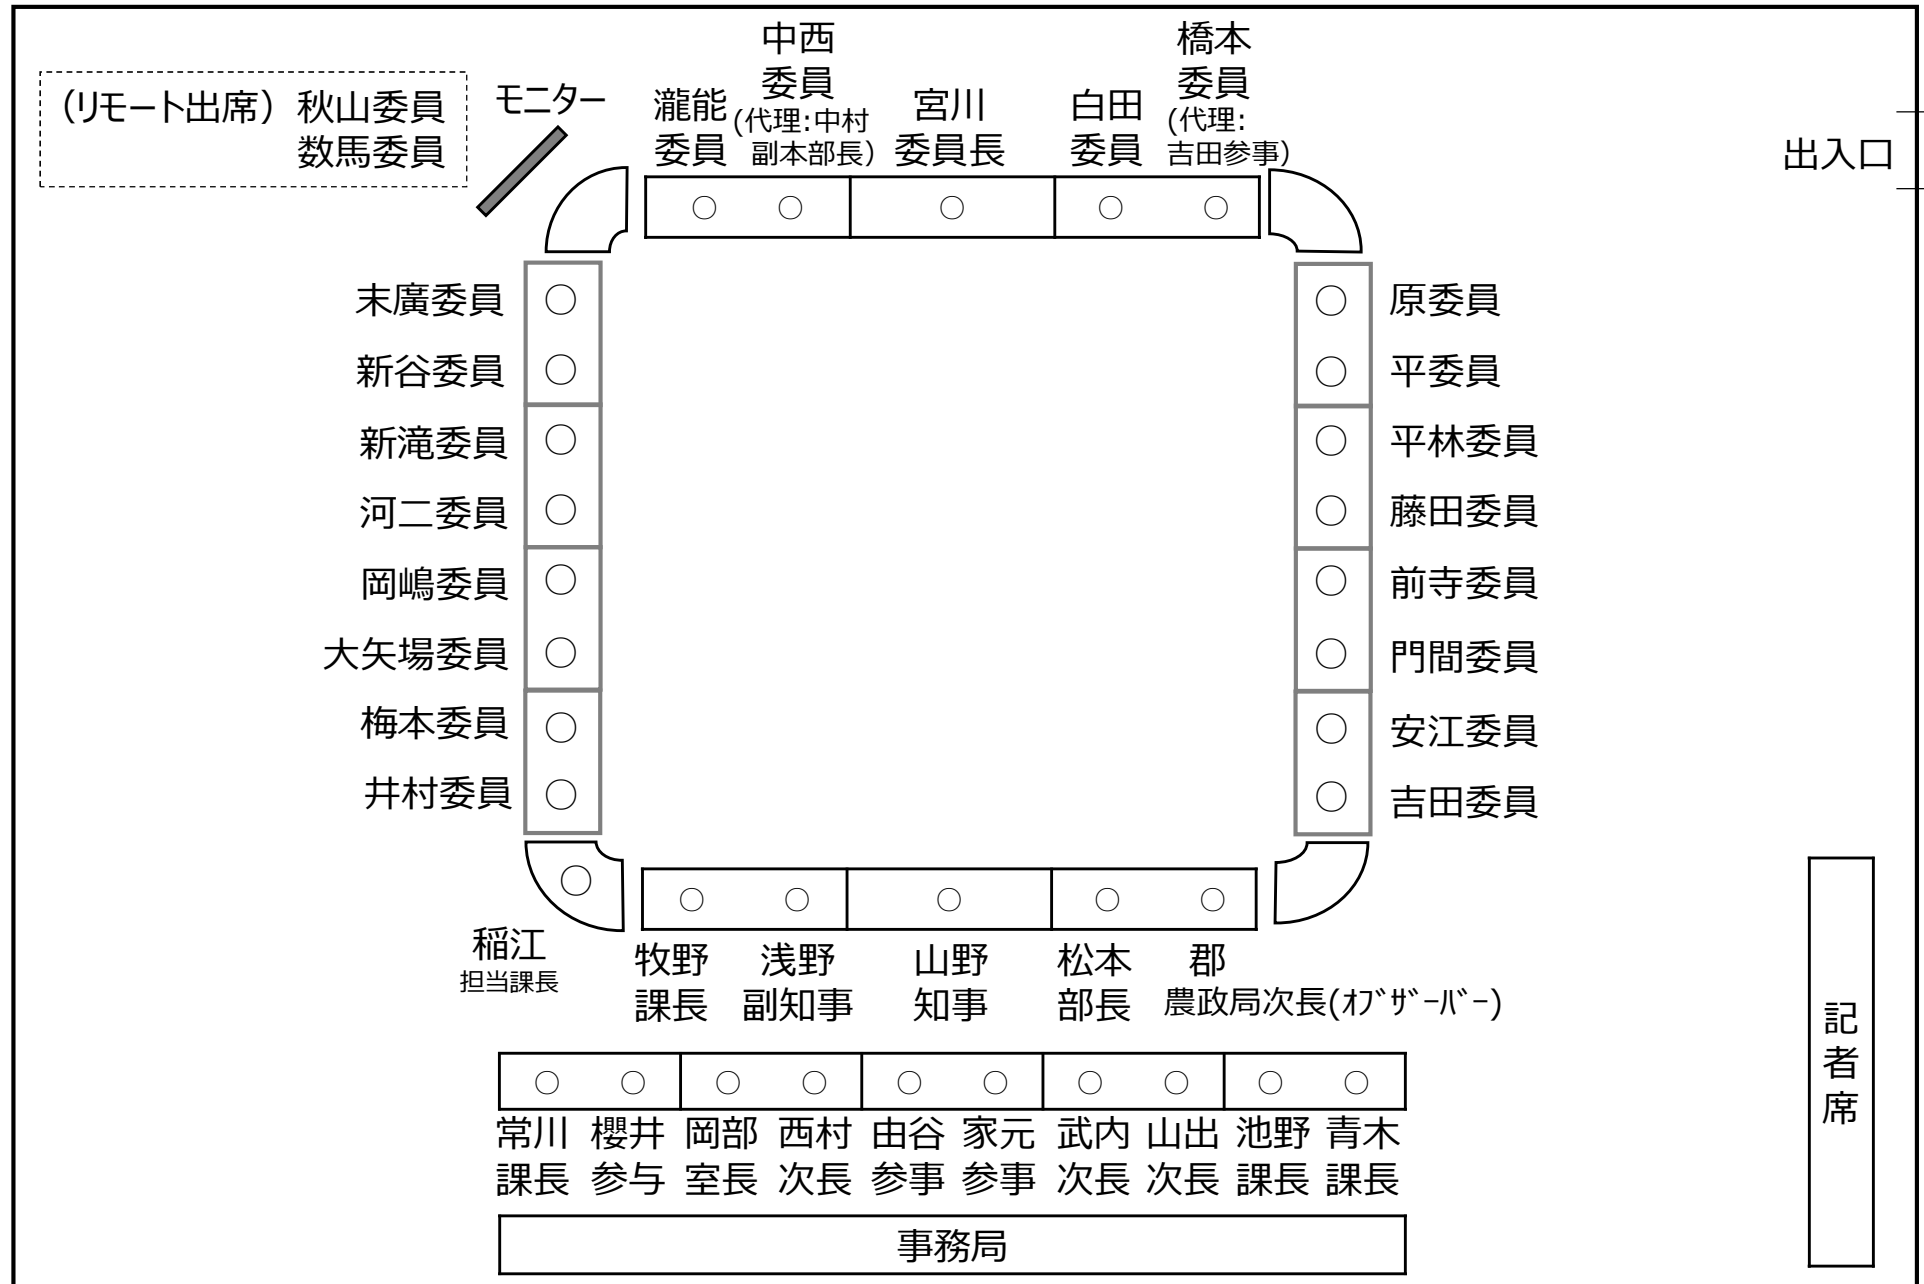 (リモート出席) 秋山委員
数馬委員
モニター
瀧能
委員
中西
委員
(代理:中村
副本部長)
宮川
委員長
白田
委員
橋本
委員
(代理:
吉田参事)
出入口
末廣委員
新谷委員
新滝委員
河二委員
岡嶋委員
大矢場委員
梅本委員
井村委員
原委員
平委員
平林委員
藤田委員
前寺委員
門間委員
安江委員
吉田委員
稲江
担当課長
牧野
課長
浅野
副知事
山野
知事
松本
部長
郡
農政局次長(ｵﾌﾞｻﾞｰﾊﾞｰ)
記者席
常川
課長
櫻井
参与
岡部
室長
西村
次長
由谷
参事
家元
参事
武内
次長
山出
次長
池野
課長
青木
課長
事務局